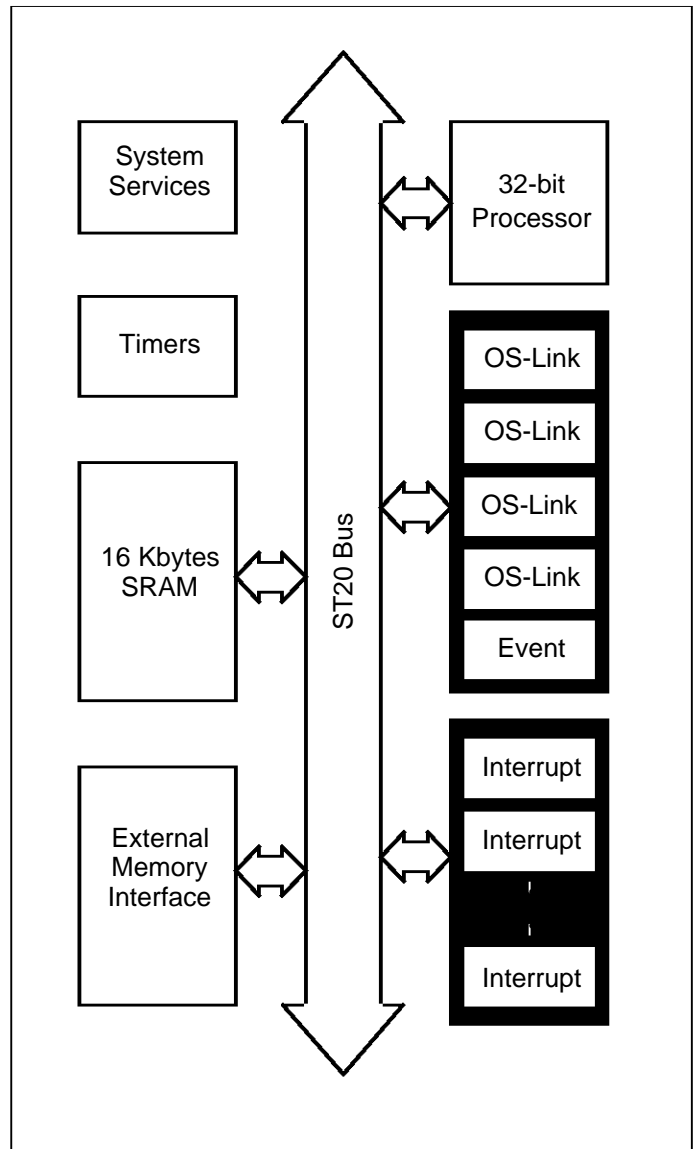 System
Services
Timers
16 Kbytes
SRAM
External
Memory
Interface
ST20 Bus
32-bit
Processor
OS-Link
OS-Link
OS-Link
OS-Link
Event
Interrupt
Interrupt
Interrupt